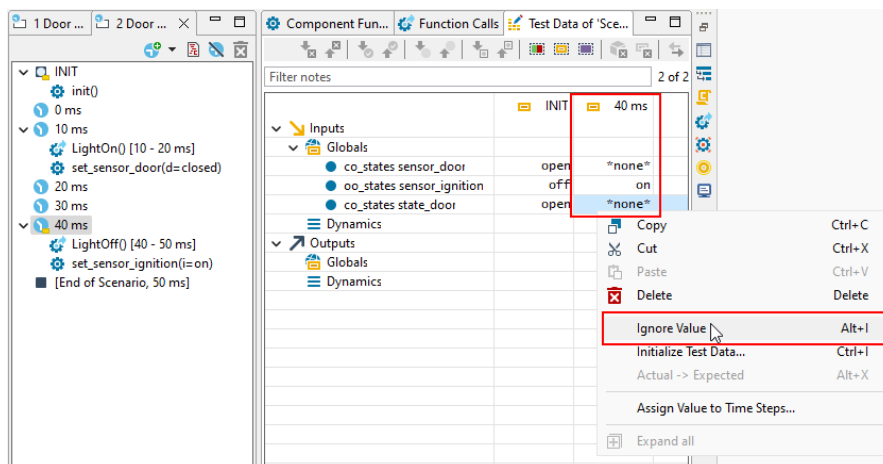 1 Door ... 2 Door ...
INIT
init()
0 ms
10 ms
LightOn() [10 - 20 ms]
set_sensor_door(d=closed)
20 ms
30 ms
40 ms
LightOff() [40 - 50 ms]
set_sensor_ignition(i=on)
[End of Scenario, 50 ms]
Component Fun... Function Calls Test Data of 'Sce...
Filter notes 2 of 2
INIT 40 ms
Inputs
Globals
co_states sensor_door open *none*
oo_states sensor_ignition off on
co_states state_door open *none*
Dynamics
Outputs
Globals
Dynamics
Copy Ctrl+C
Cut Ctrl+X
Paste Ctrl+V
Delete Delete
Ignore Value Alt+I
Initialize Test Data... Ctrl+I
Actual -> Expected Alt+X
Assign Value to Time Steps...
Expand all